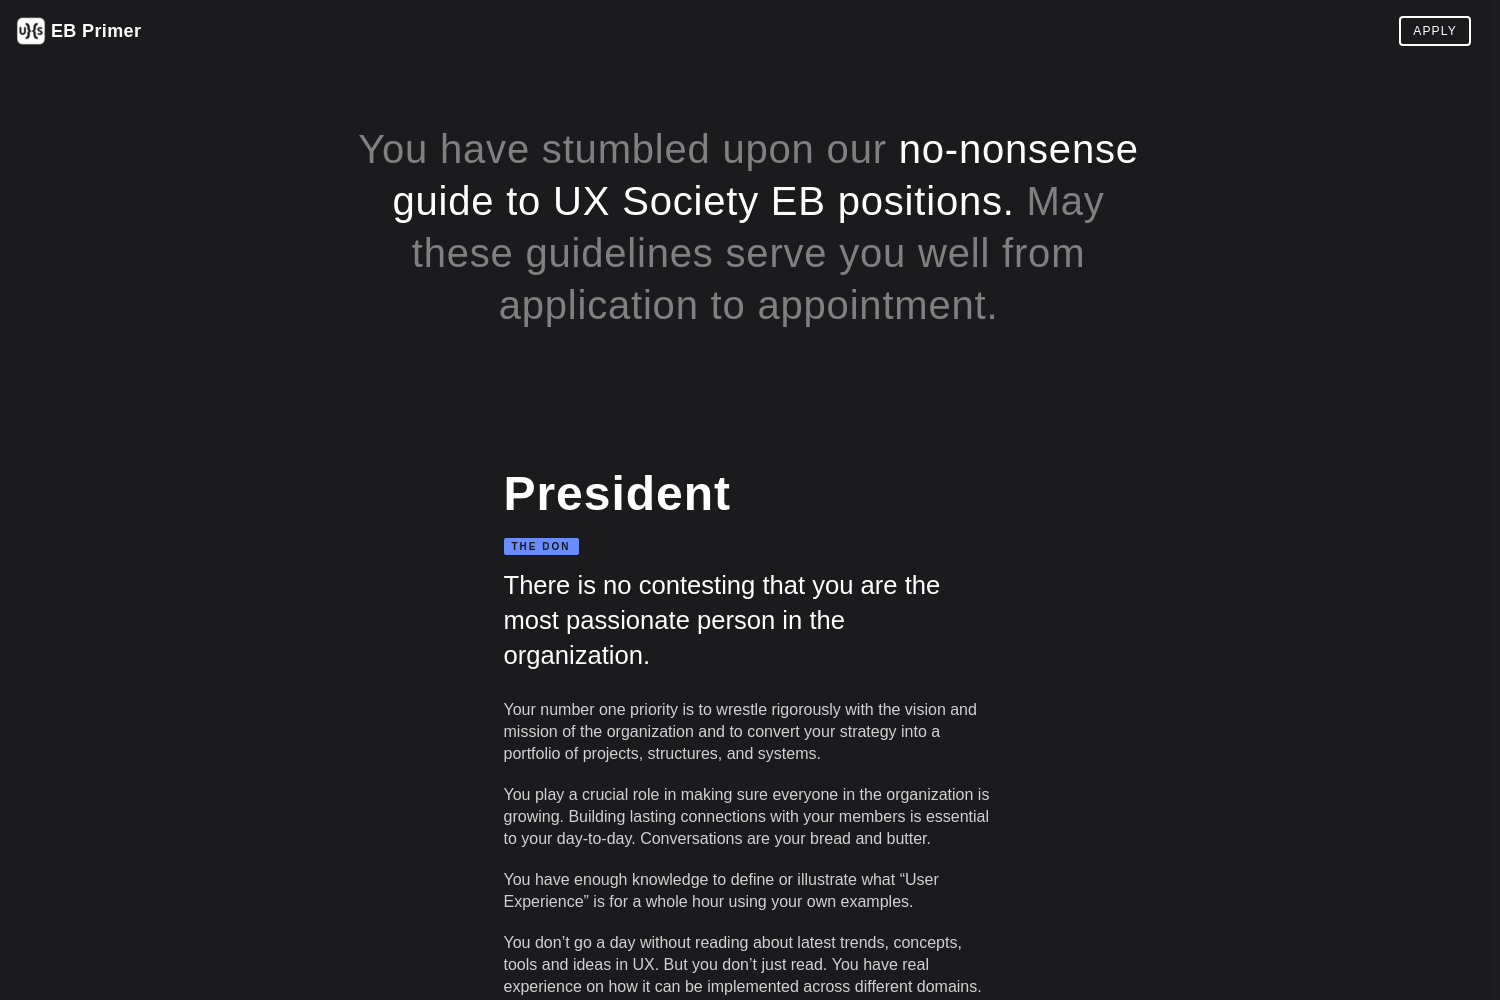 UXS EB Primer
APPLY
You have stumbled upon our no-nonsense
guide to UX Society EB positions. May
these guidelines serve you well from
application to appointment.
President
THE DON
There is no contesting that you are the
most passionate person in the
organization.
Your number one priority is to wrestle rigorously with the vision and
mission of the organization and to convert your strategy into a
portfolio of projects, structures, and systems.
You play a crucial role in making sure everyone in the organization is
growing. Building lasting connections with your members is essential
to your day-to-day. Conversations are your bread and butter.
You have enough knowledge to define or illustrate what “User
Experience” is for a whole hour using your own examples.
You don’t go a day without reading about latest trends, concepts,
tools and ideas in UX. But you don’t just read. You have real
experience on how it can be implemented across different domains.